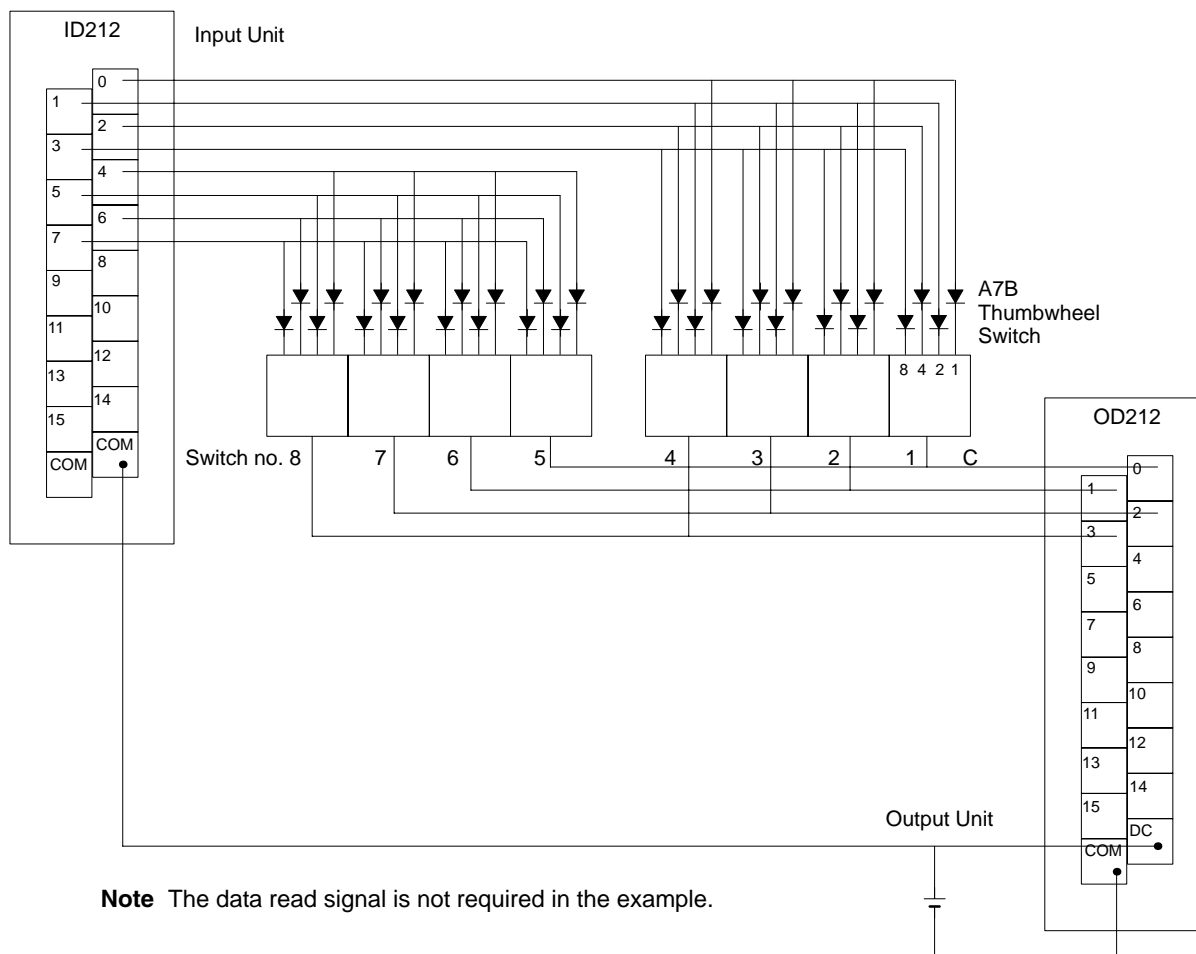 ID212
Input Unit
0
1
2
3
4
5
6
7
8
9
10
11
12
13
14
15
COM
COM
A7B
Thumbwheel
Switch
8 4 2 1
Switch no. 8 7 6 5 4 3 2 1 C
OD212
0
1
2
3
4
5
6
7
8
9
10
11
12
13
14
15
DC
COM
Output Unit
Note The data read signal is not required in the example.